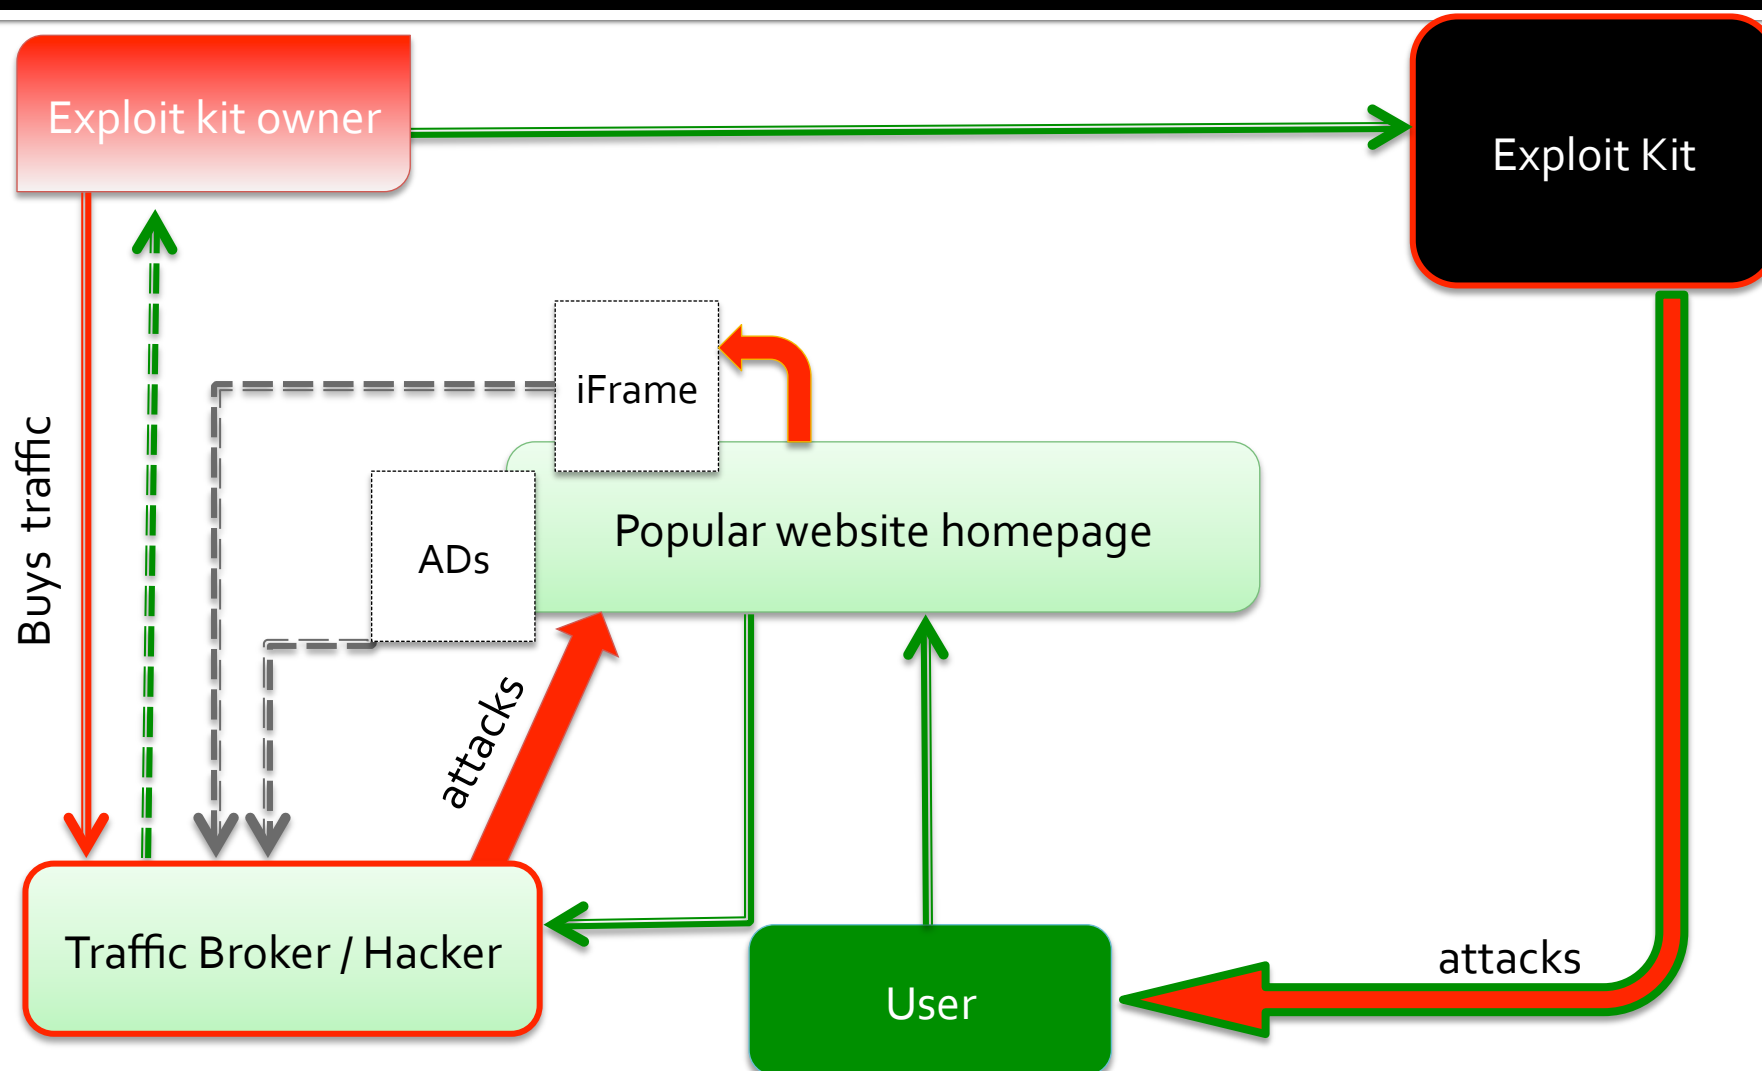 Exploit kit owner
Exploit Kit
iFrame
Buys traffic
Popular website homepage
ADs
attacks
Traffic Broker / Hacker
attacks
User